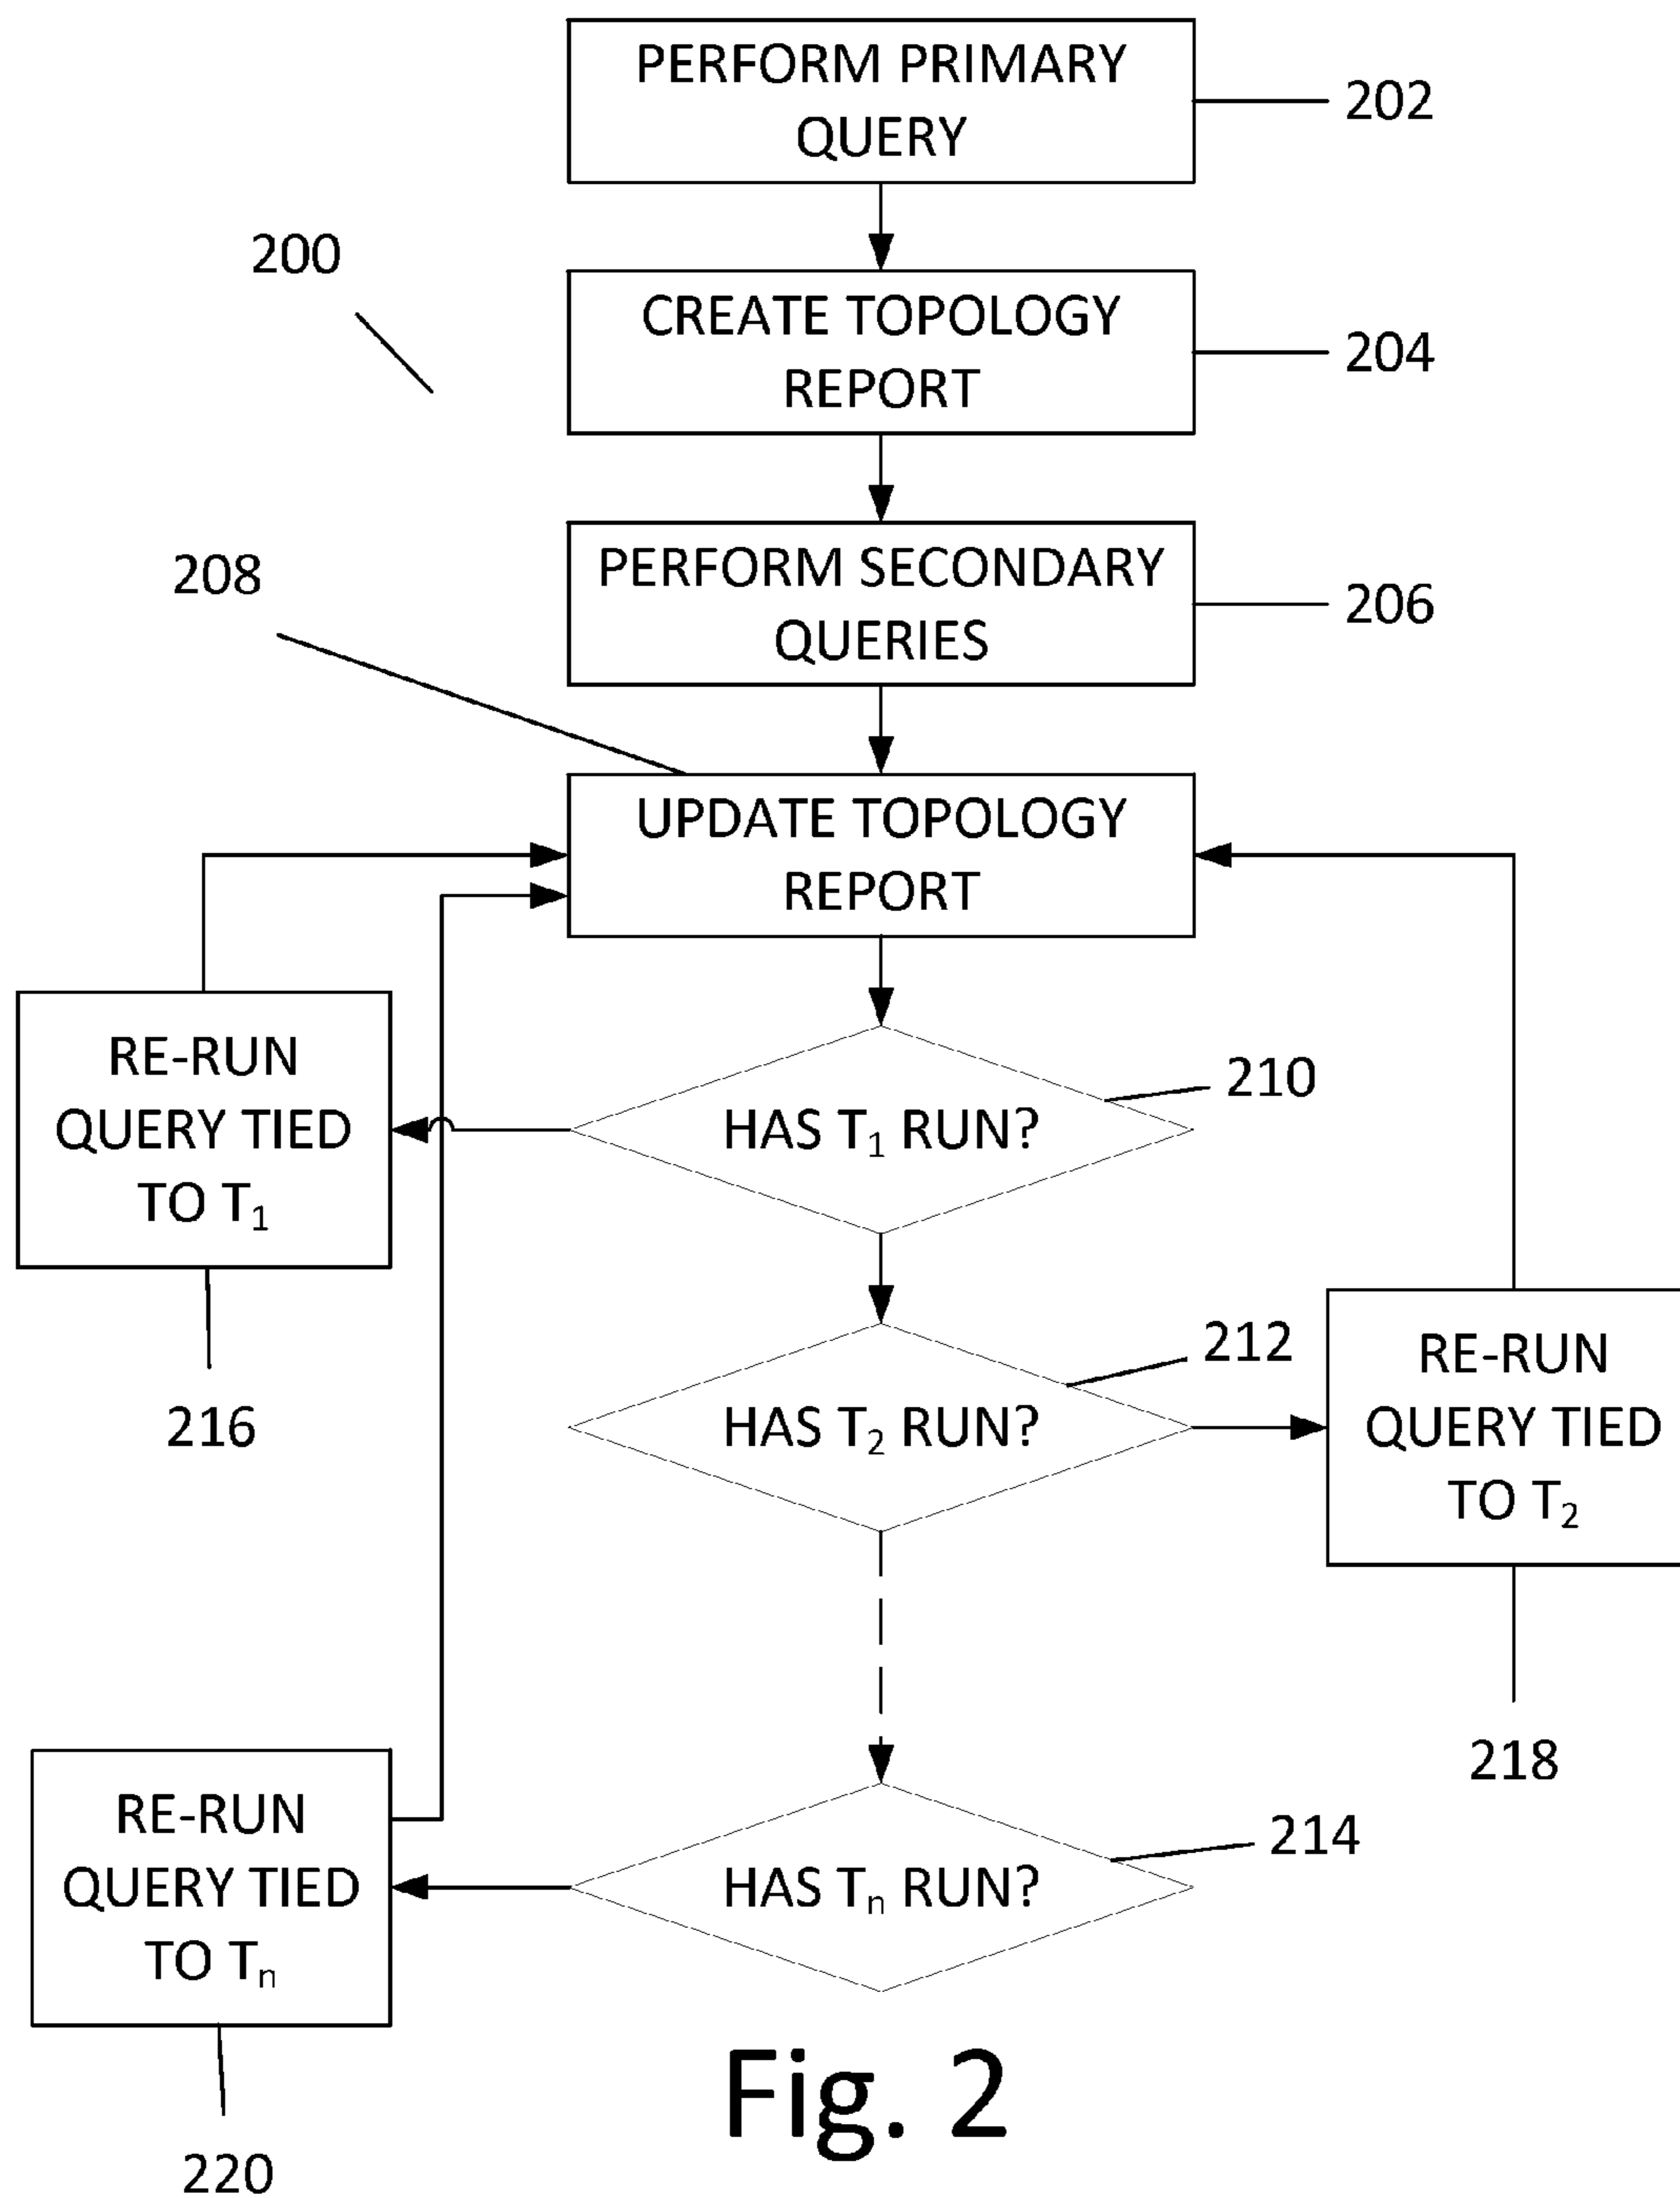 PERFORM PRIMARY
QUERY
202
200
CREATE TOPOLOGY
REPORT
204
PERFORM SECONDARY
QUERIES
206
208
UPDATE TOPOLOGY
REPORT
RE-RUN
QUERY TIED
TO T1
216
HAS T1 RUN?
210
HAS T2 RUN?
212
RE-RUN
QUERY TIED
TO T2
218
RE-RUN
QUERY TIED
TO Tn
220
HAS Tn RUN?
214
Fig. 2